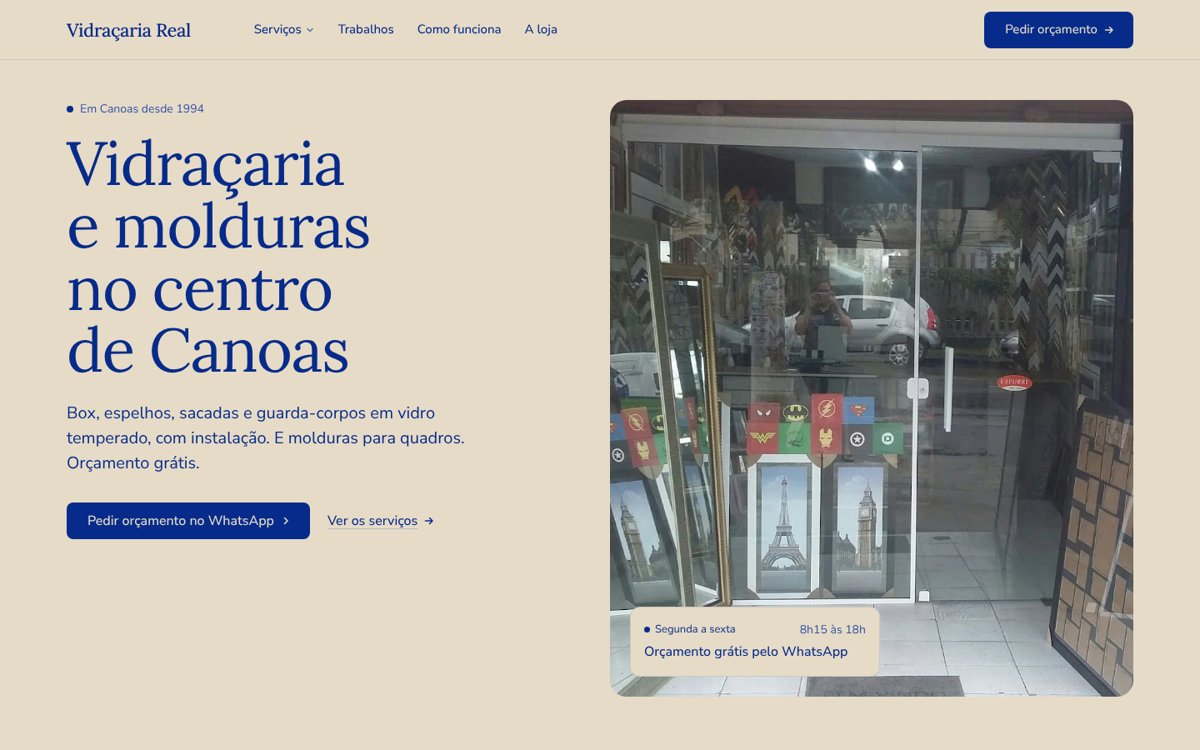 Vidraçaria Real
Serviços
Trabalhos
Como funciona
A loja
Pedir orçamento
Em Canoas desde 1994
Vidraçaria
e molduras
no centro
de Canoas
Box, espelhos, sacadas e guarda-corpos em vidro
temperado, com instalação. E molduras para quadros.
Orçamento grátis.
Pedir orçamento no WhatsApp
Ver os serviços
EMPURRE
Segunda a sexta
8h15 às 18h
Orçamento grátis pelo WhatsApp